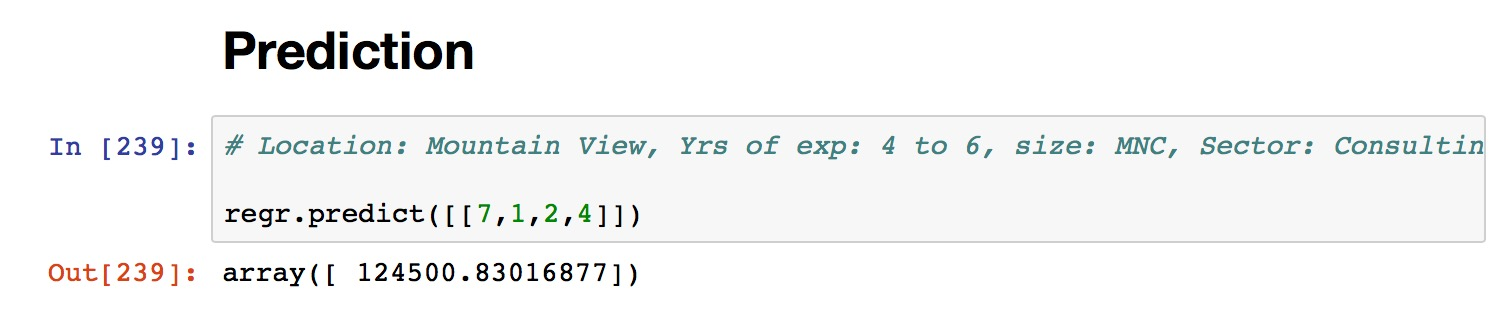 Prediction
In [239]: # Location: Mountain View, Yrs of exp: 4 to 6, size: MNC, Sector: Consultin
regr.predict([[7,1,2,4]])
Out[239]: array([ 124500.83016877])